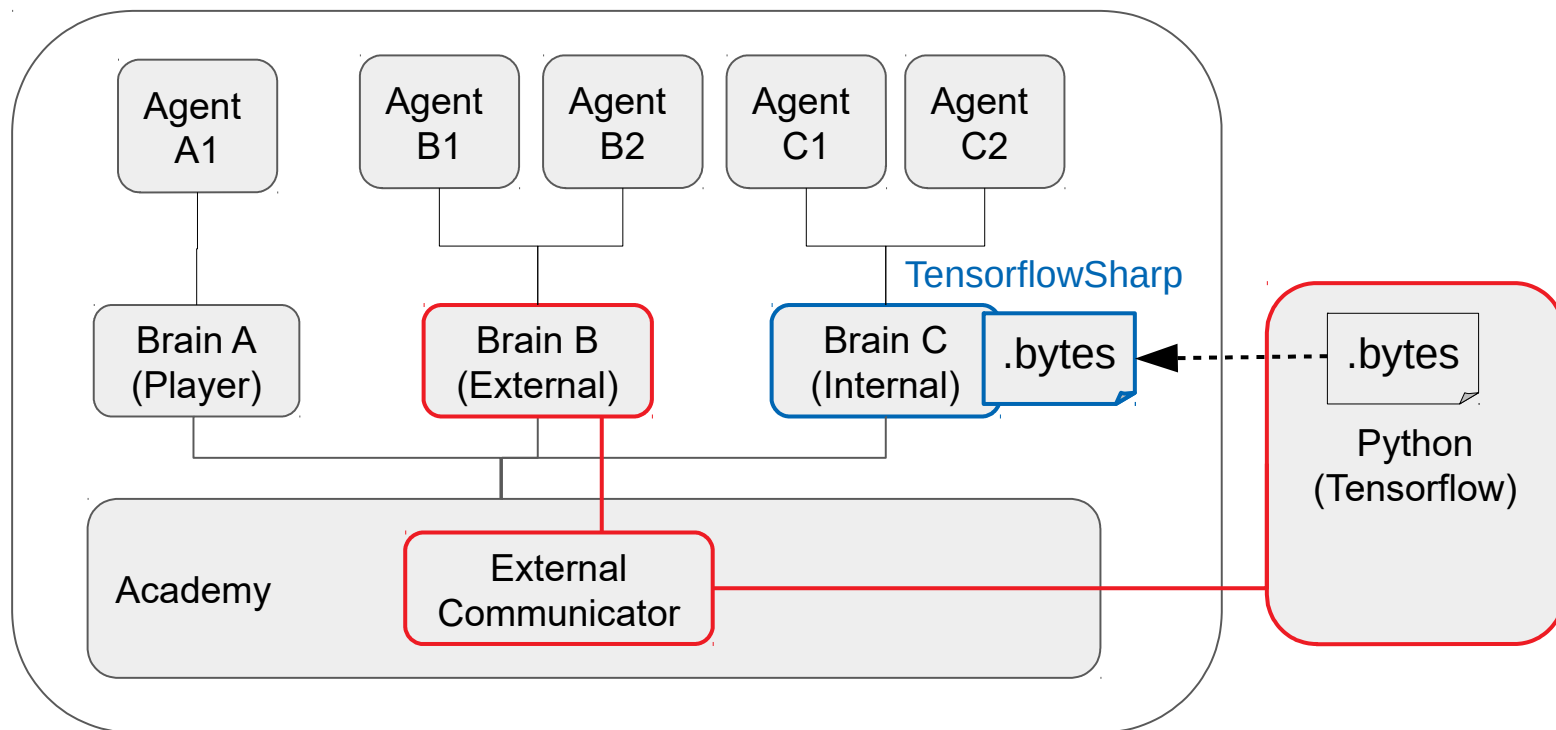 Agent
A1
Agent
B1
Agent
B2
Agent
C1
Agent
C2
TensorflowSharp
Brain A
(Player)
Brain B
(External)
Brain C
(Internal)
.bytes
.bytes
Python
(Tensorflow)
Academy
External
Communicator